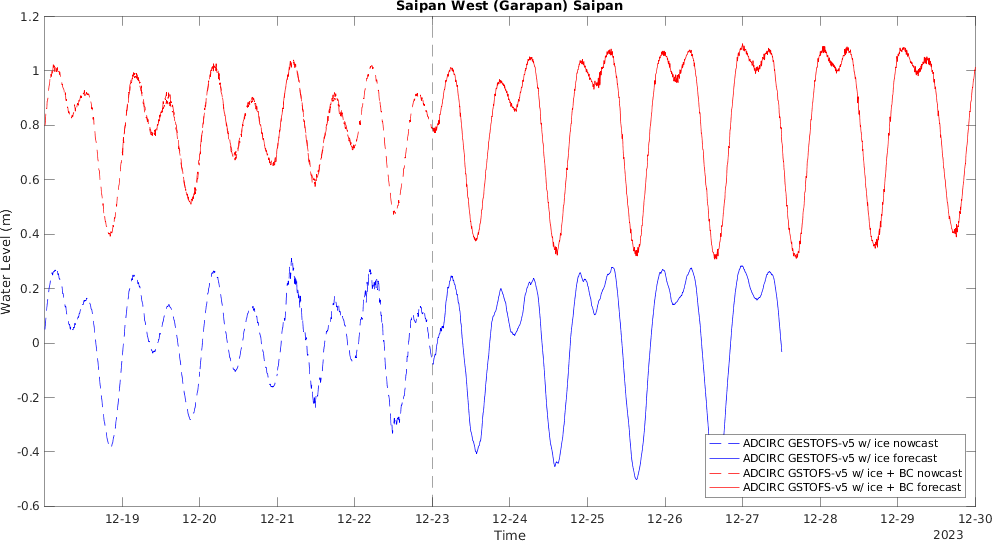 Saipan West (Garapan) Saipan
1.2
1
0.8
0.6
0.4
0.2
0
-0.2
-0.4
-0.6
Water Level (m)
ADCIRC GESTOFS-v5 w/ ice nowcast
ADCIRC GESTOFS-v5 w/ ice forecast
ADCIRC GSTOFS-v5 w/ ice + BC nowcast
ADCIRC GSTOFS-v5 w/ ice + BC forecast
12-19 12-20 12-21 12-22 12-23 12-24 12-25 12-26 12-27 12-28 12-29 12-30
Time
2023